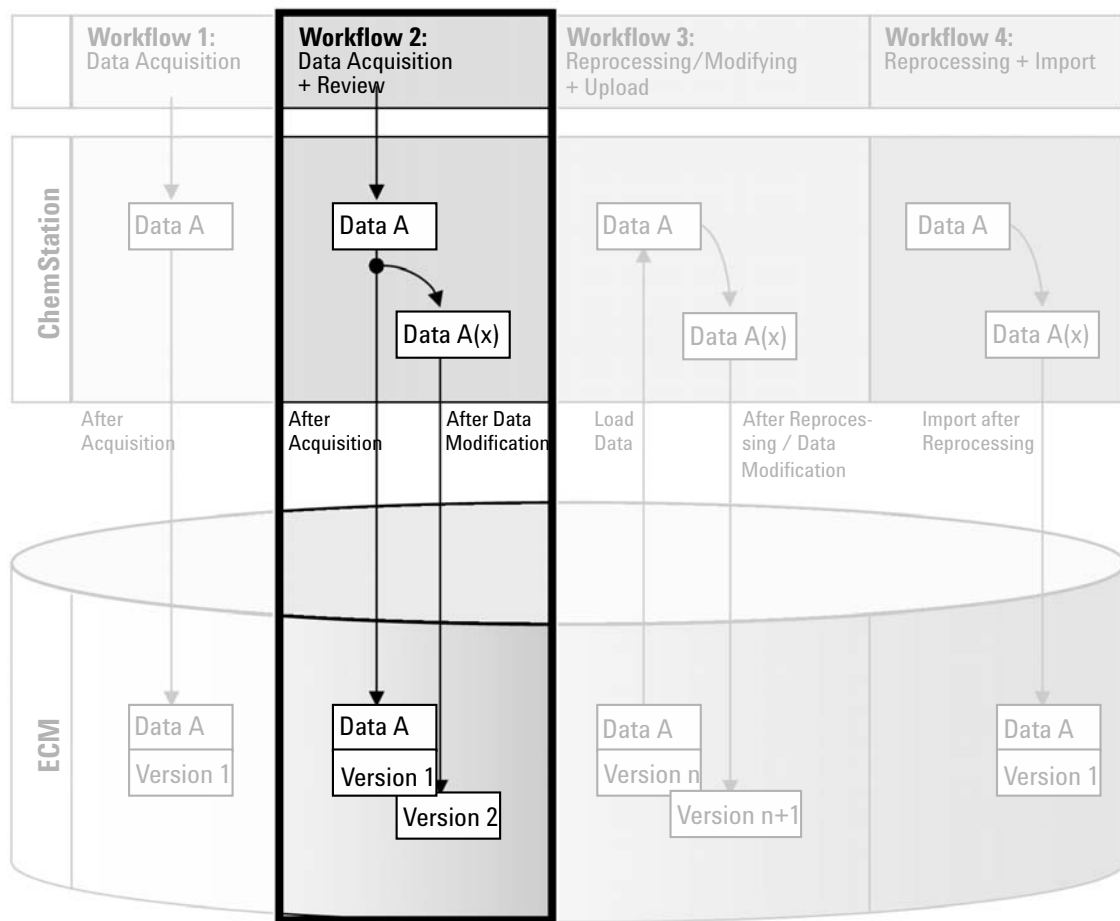 Workflow 1:
Data Acquisition
Workflow 2:
Data Acquisition
+ Review
Workflow 3:
Reprocessing/Modifying
+ Upload
Workflow 4:
Reprocessing + Import
ChemStation
Data A
Data A
Data A(x)
Data A
Data A(x)
Data A
Data A(x)
After
Acquisition
After
Acquisition
After Data
Modification
Load
Data
After Reproces-
sing / Data
Modification
Import after
Reprocessing
ECM
Data A
Version 1
Data A
Version 1
Version 2
Data A
Version n
Version n+1
Data A
Version 1